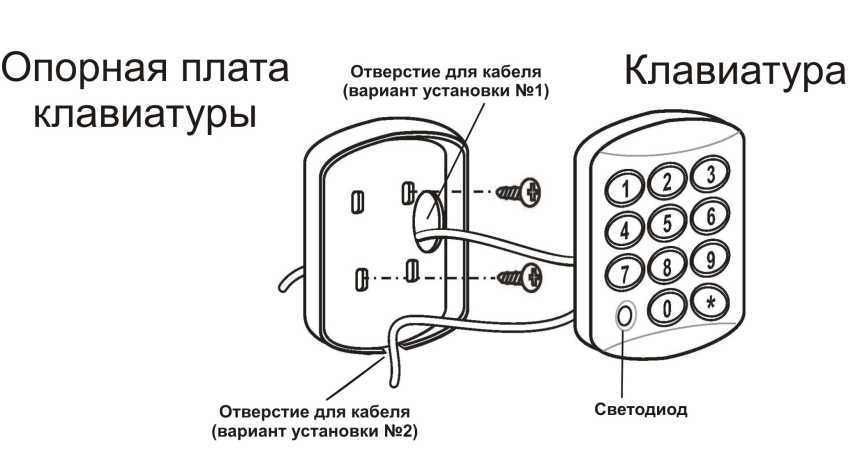 Опорная плата
клавиатуры
Отверстие для кабеля
(вариант установки №1)
Клавиатура
1 2 3
4 5 6
7 8 9
0 *
Светодиод
Отверстие для кабеля
(вариант установки №2)